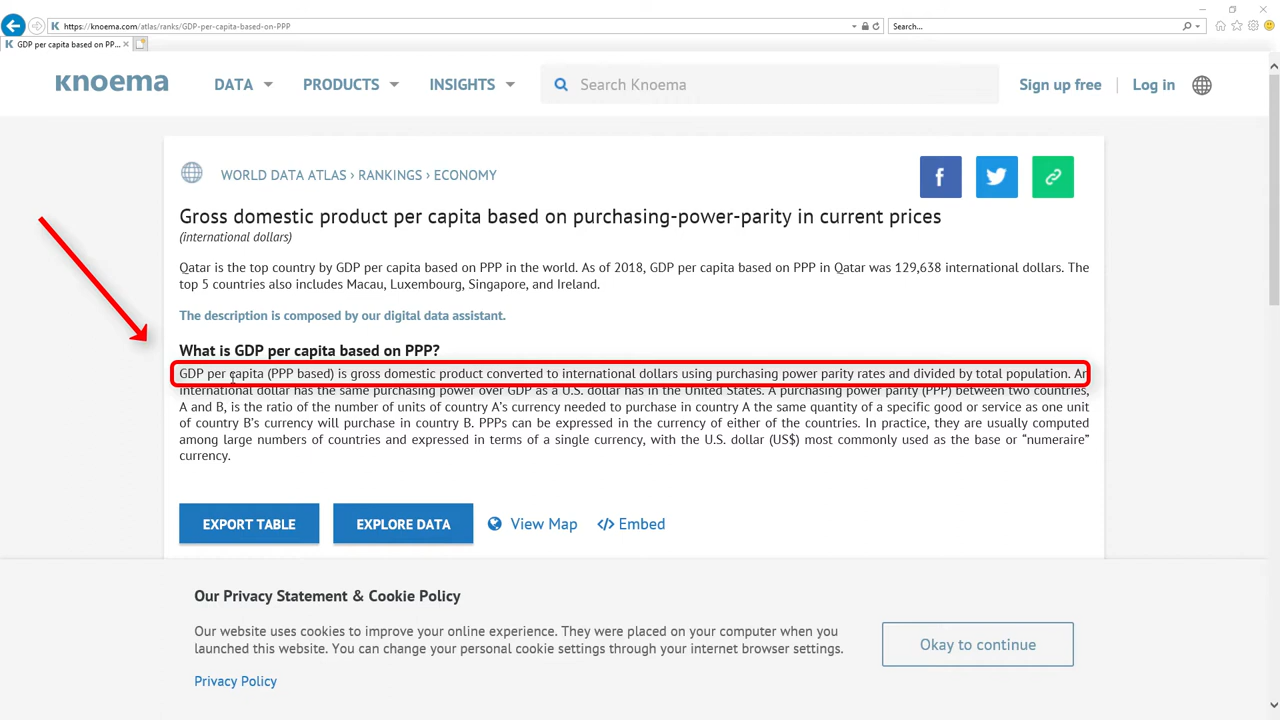 https://knoema.com/atlas/ranks/GDP-per-capita-based-on-PPP
Search...
GDP per capita based on PP...
knoema
DATA
PRODUCTS
INSIGHTS
Search Knoema
Sign up free
Log in
WORLD DATA ATLAS › RANKINGS › ECONOMY
Gross domestic product per capita based on purchasing-power-parity in current prices
(international dollars)
Qatar is the top country by GDP per capita based on PPP in the world. As of 2018, GDP per capita based on PPP in Qatar was 129,638 international dollars. The
top 5 countries also includes Macau, Luxembourg, Singapore, and Ireland.
The description is composed by our digital data assistant.
What is GDP per capita based on PPP?
GDP per capita (PPP based) is gross domestic product converted to international dollars using purchasing power parity rates and divided by total population. An
international dollar has the same purchasing power over GDP as a U.S. dollar has in the United States. A purchasing power parity (PPP) between two countries,
A and B, is the ratio of the number of units of country A’s currency needed to purchase in country A the same quantity of a specific good or service as one unit
of country B’s currency will purchase in country B. PPPs can be expressed in the currency of either of the countries. In practice, they are usually computed
among large numbers of countries and expressed in terms of a single currency, with the U.S. dollar (US$) most commonly used as the base or “numeraire”
currency.
EXPORT TABLE
EXPLORE DATA
View Map
Embed
Our Privacy Statement & Cookie Policy
Our website uses cookies to improve your online experience. They were placed on your computer when you
launched this website. You can change your personal cookie settings through your internet browser settings.
Okay to continue
Privacy Policy